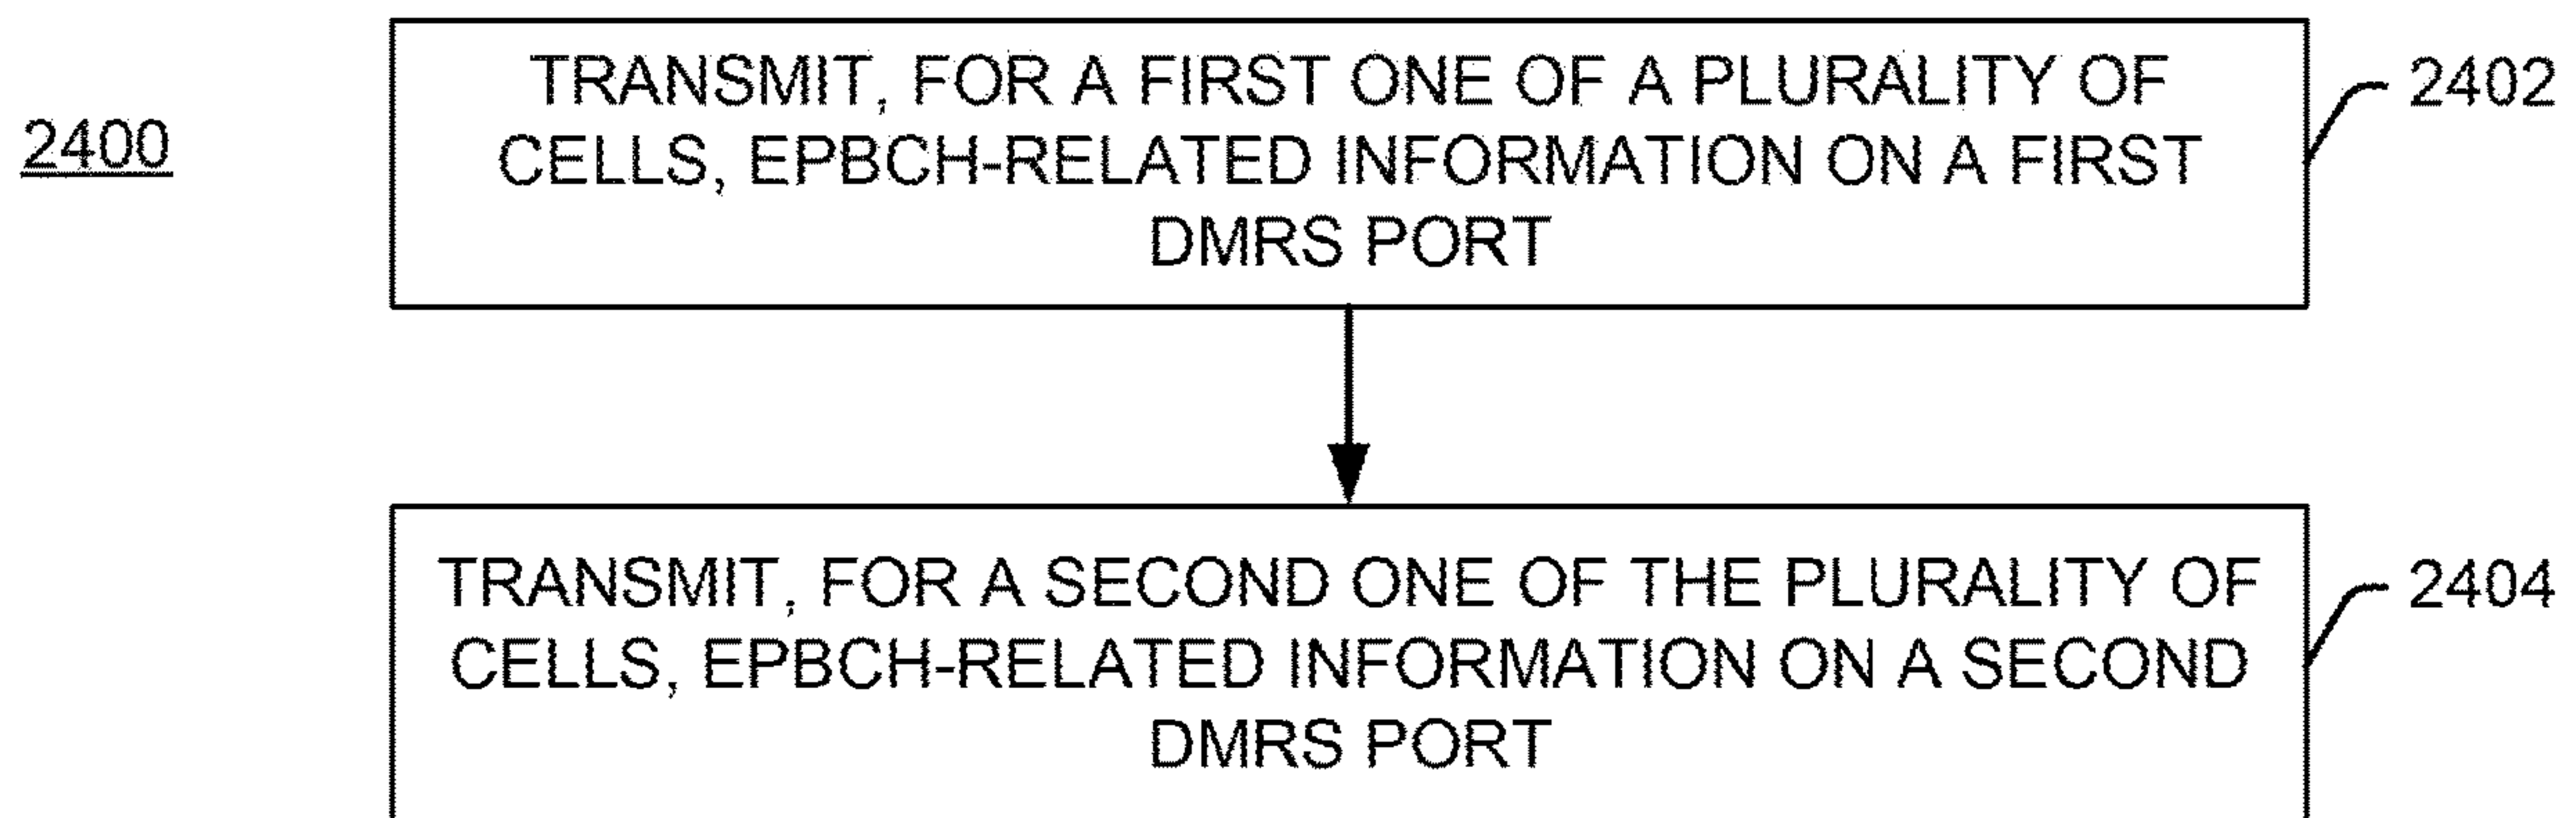 2400
TRANSMIT, FOR A FIRST ONE OF A PLURALITY OF
CELLS, EPBCH-RELATED INFORMATION ON A FIRST
DMRS PORT
2402
TRANSMIT, FOR A SECOND ONE OF THE PLURALITY OF
CELLS, EPBCH-RELATED INFORMATION ON A SECOND
DMRS PORT
2404